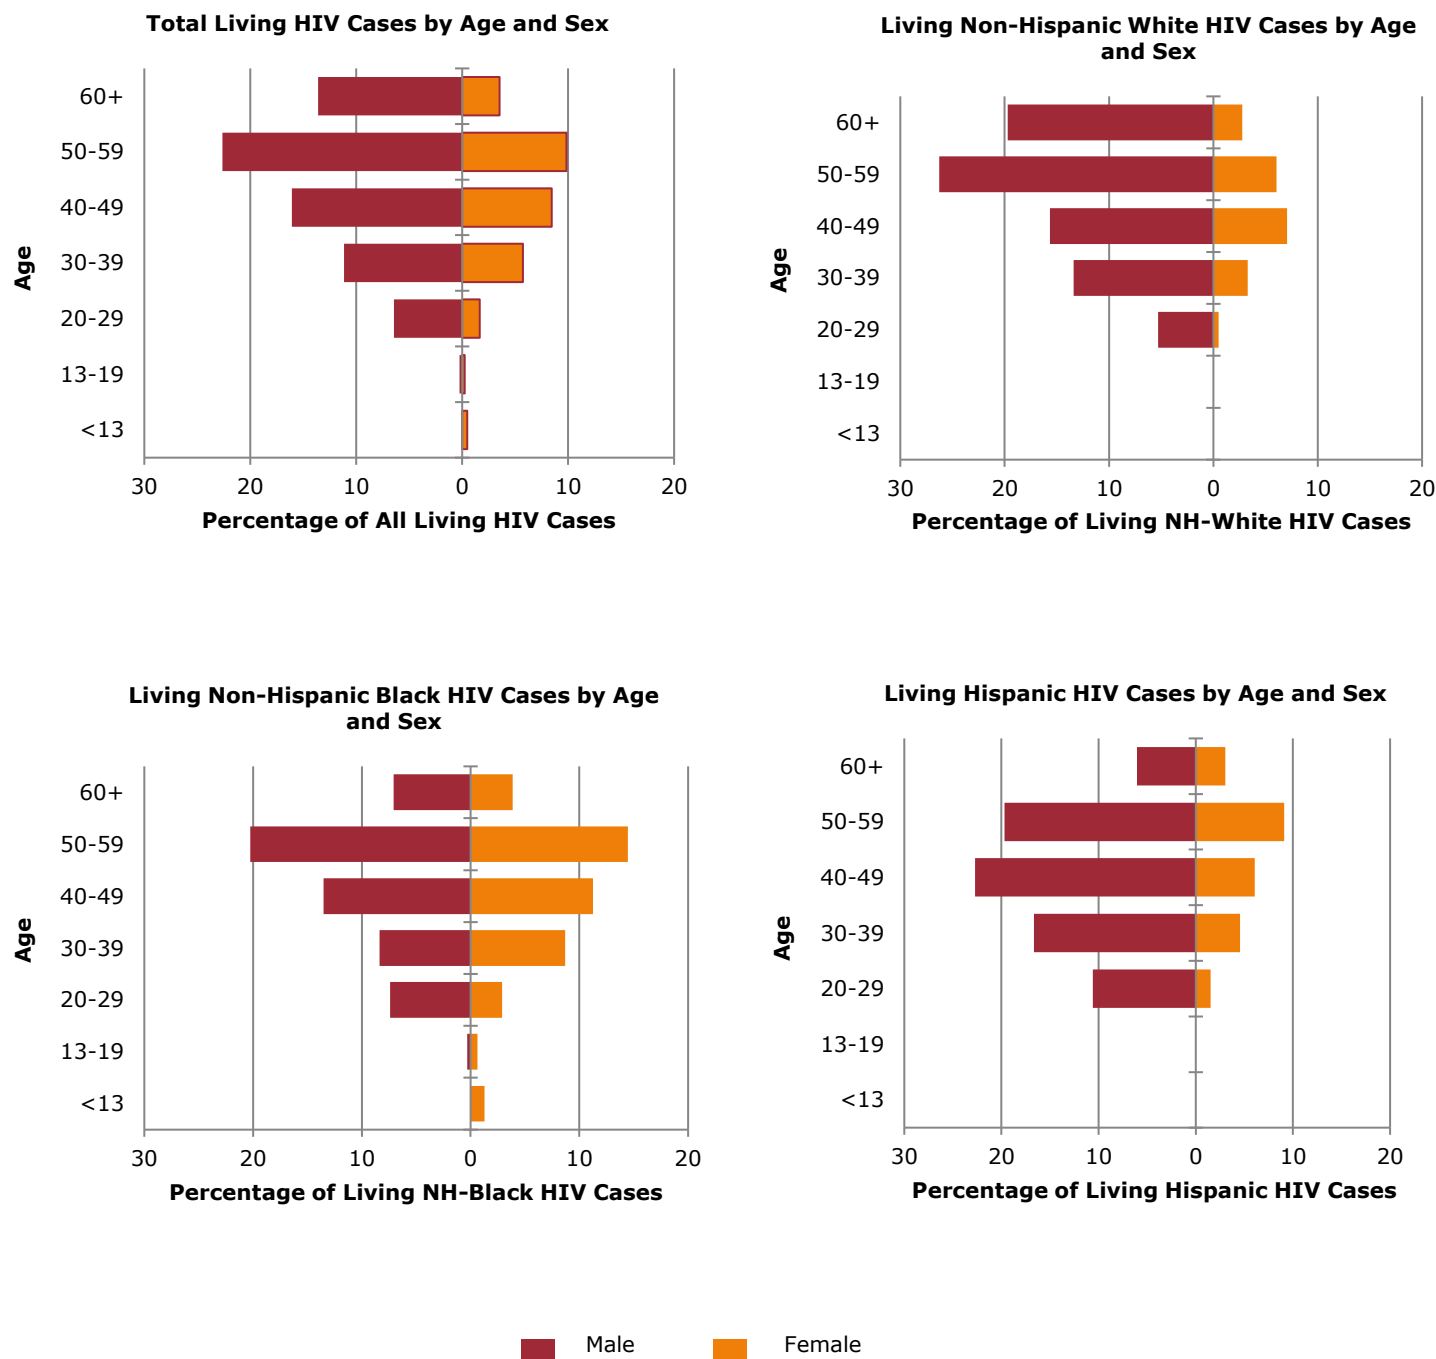 Total Living HIV Cases by Age and Sex
60+
50-59
40-49
30-39
20-29
13-19
<13
Age
30 20 10 0 10 20
Percentage of All Living HIV Cases
Living Non-Hispanic White HIV Cases by Age
and Sex
60+
50-59
40-49
30-39
20-29
13-19
<13
Age
30 20 10 0 10 20
Percentage of Living NH-White HIV Cases
Living Non-Hispanic Black HIV Cases by Age
and Sex
60+
50-59
40-49
30-39
20-29
13-19
<13
Age
30 20 10 0 10 20
Percentage of Living NH-Black HIV Cases
Living Hispanic HIV Cases by Age and Sex
60+
50-59
40-49
30-39
20-29
13-19
<13
Age
30 20 10 0 10 20
Percentage of Living Hispanic HIV Cases
Male Female